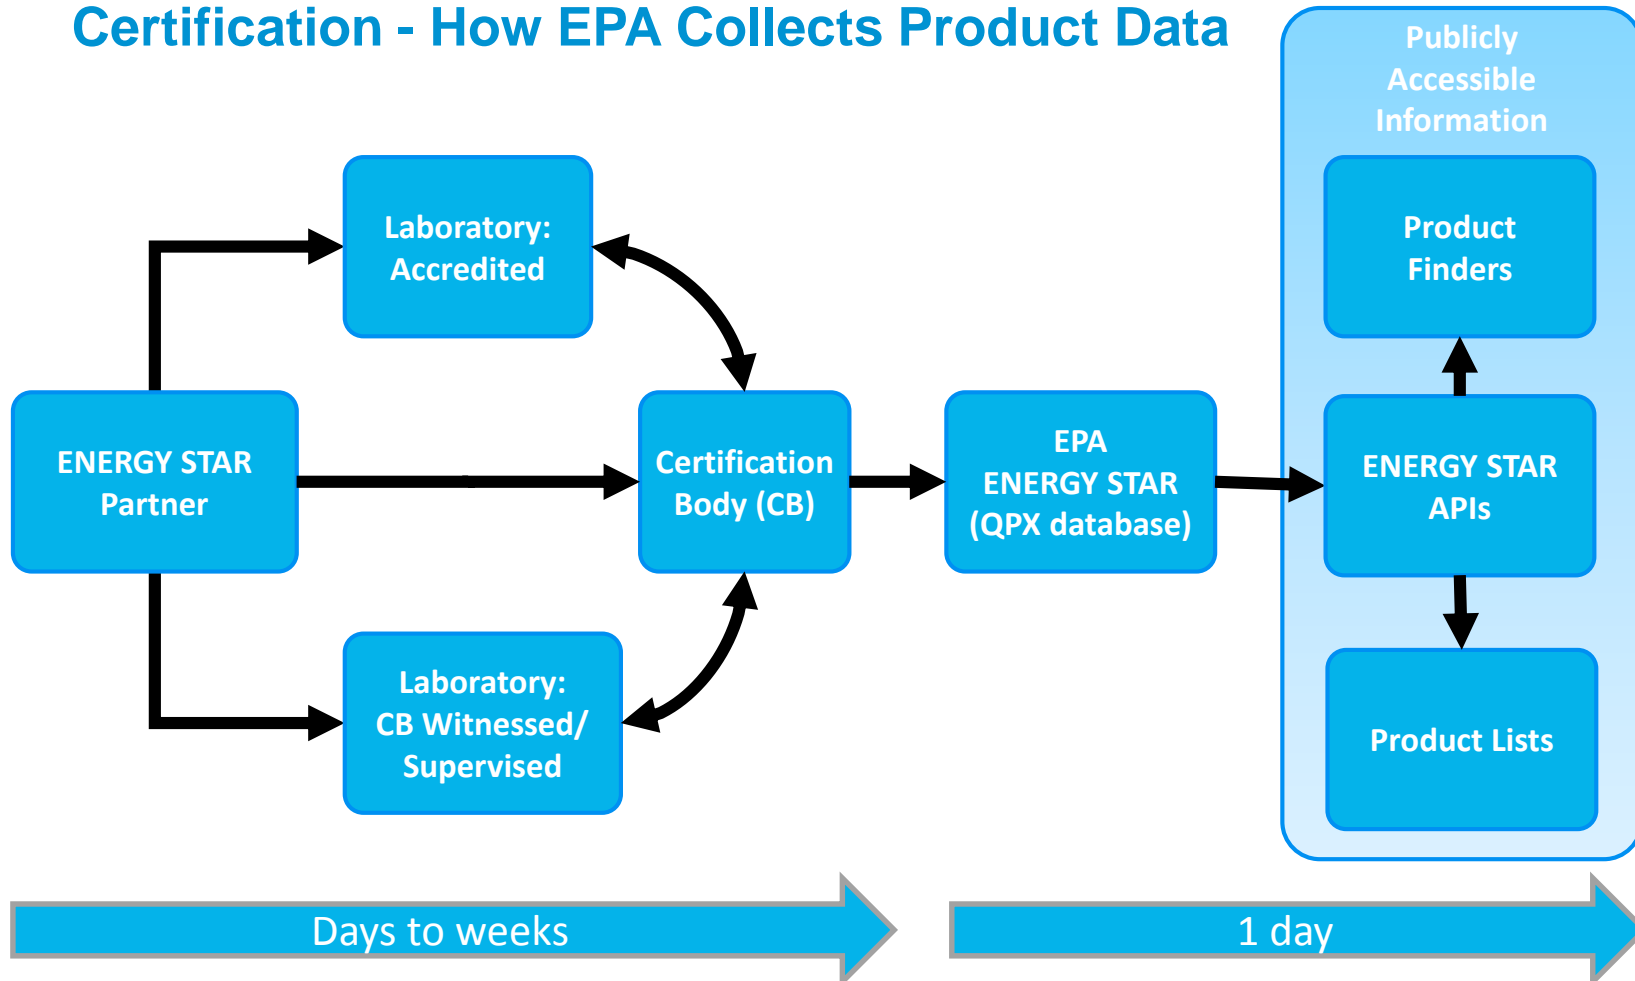 Certification - How EPA Collects Product Data
Publicly
Accessible
Information
Laboratory:
Accredited
Product
Finders
ENERGY STAR
Partner
Certification
Body (CB)
EPA
ENERGY STAR
(QPX database)
ENERGY STAR
APIs
Laboratory:
CB Witnessed/
Supervised
Product Lists
Days to weeks
1 day